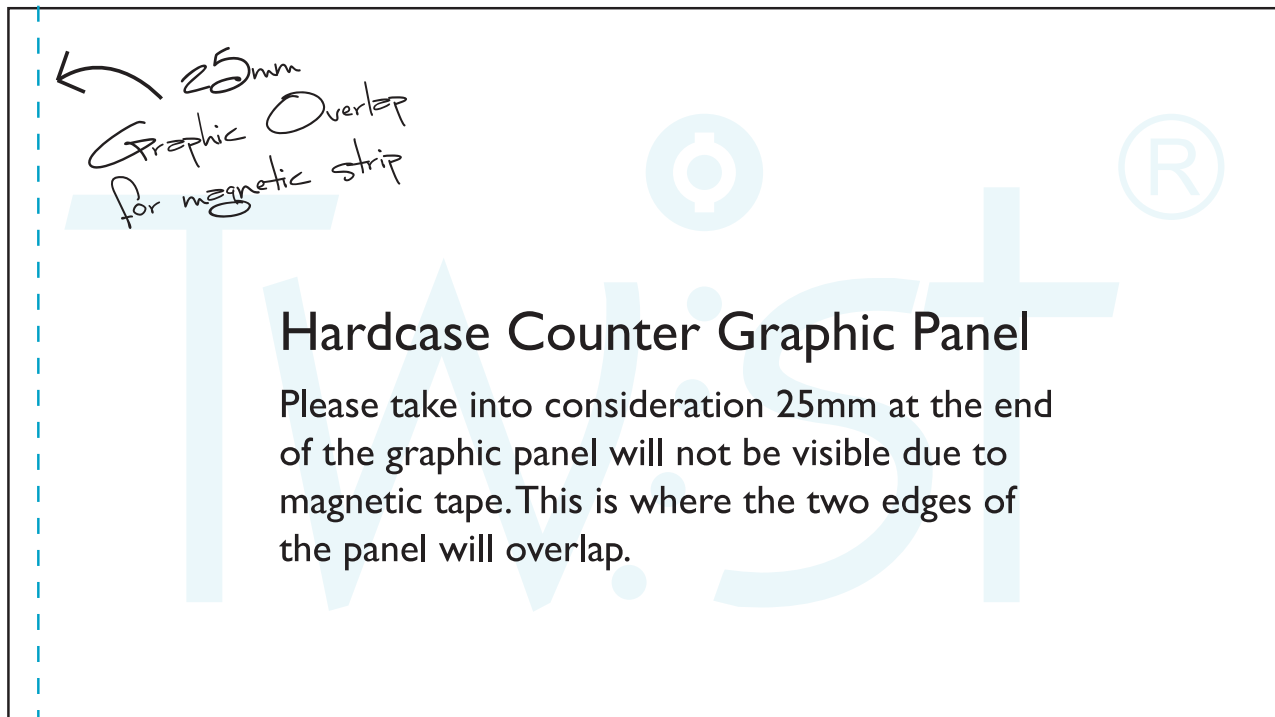 25mm
Graphic Overlap
for magnetic strip
Twist ®
Hardcase Counter Graphic Panel
Please take into consideration 25mm at the end
of the graphic panel will not be visible due to
magnetic tape. This is where the two edges of
the panel will overlap.